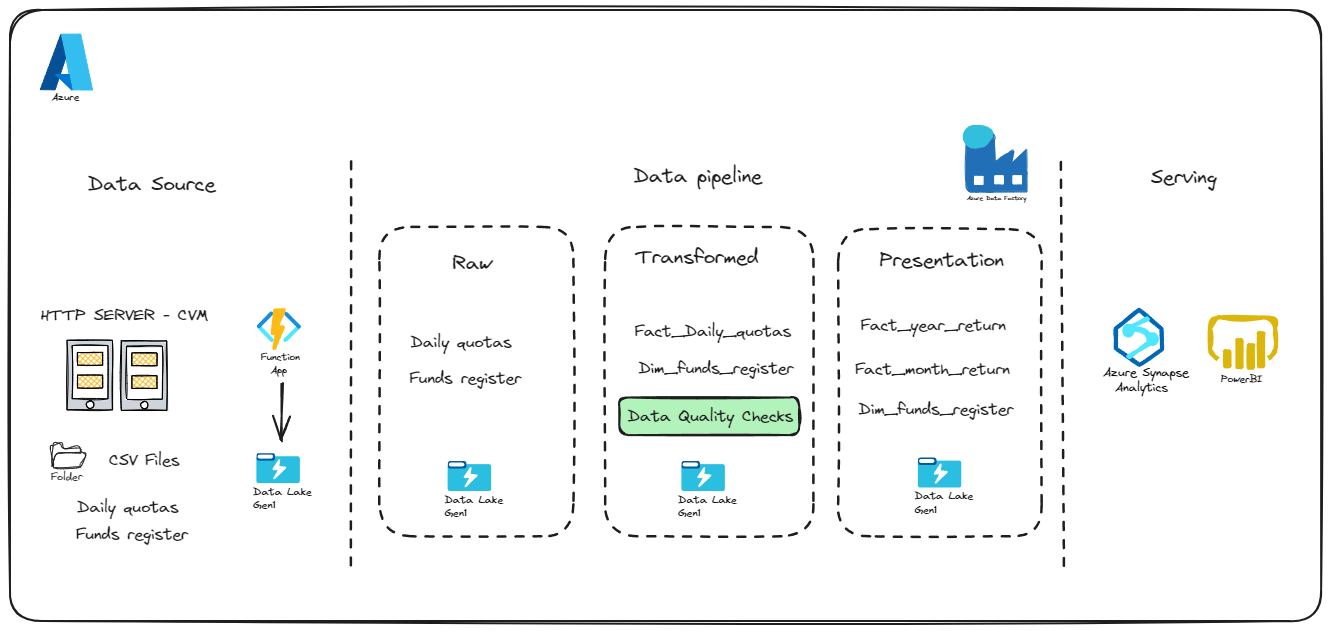 Azure
Data Source
HTTP SERVER - CVM
Function
App
Folder
CSV Files
Daily quotas
Funds register
Data Lake
Gen1
Data pipeline
Azure Data Factory
Raw
Daily quotas
Funds register
Data Lake
Gen1
Transformed
Fact_Daily_quotas
Dim_funds_register
Data Quality Checks
Data Lake
Gen1
Presentation
Fact_year_return
Fact_month_return
Dim_funds_register
Data Lake
Gen1
Serving
Azure Synapse
Analytics
PowerBI